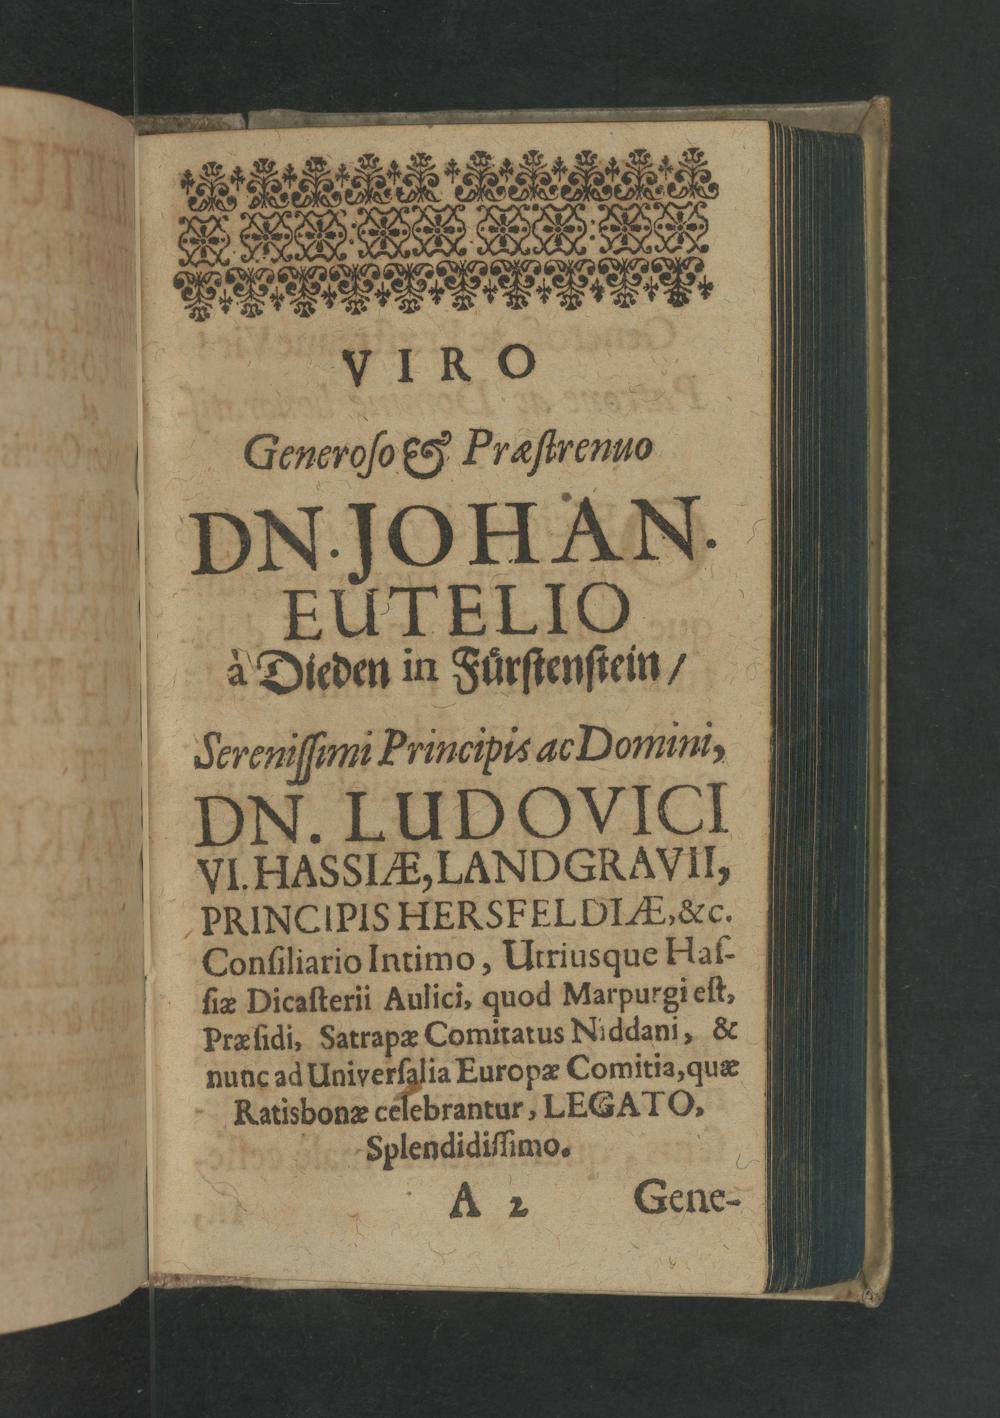 VIRO
Generoſo & Præſtrenuo
DN. JOHAN.
EUTELIO
à Dieden in Fürſtenſtein /
Sereniſſimi Principis ac Domini,
DN. LUDOVICI
VI. HASSIÆ, LANDGRAVII,
PRINCIPIS HERSFELDIÆ, &c.
Conſiliario Intimo, Utriusque Haſ-
ſiæ Dicaſterii Aulici, quod Marpurgi eſt,
Præſidi, Satrapæ Comitatus Niddani, &
nunc ad Univerſalia Europæ Comitia, quæ
Ratisbonæ celebrantur, LEGATO,
Splendidiſſimo.
A 2 Gene-